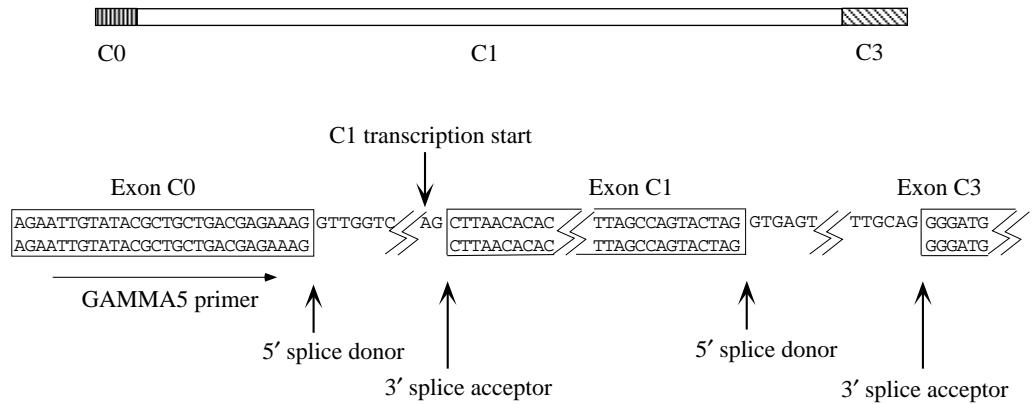 C0 C1 C3
C1 transcription start
Exon C0 Exon C1 Exon C3
AGAATTGTATACGCTGCTGACGAGAAAG GTTGGTC AG CTTAACACAC TTAGCCAGTACTAG GTGAGT TTGCAG GGGATG
AGAATTGTATACGCTGCTGACGAGAAAG CTTAACACAC TTAGCCAGTACTAG GGGATG
GAMMA5 primer
5′ splice donor 5′ splice donor
3′ splice acceptor 3′ splice acceptor